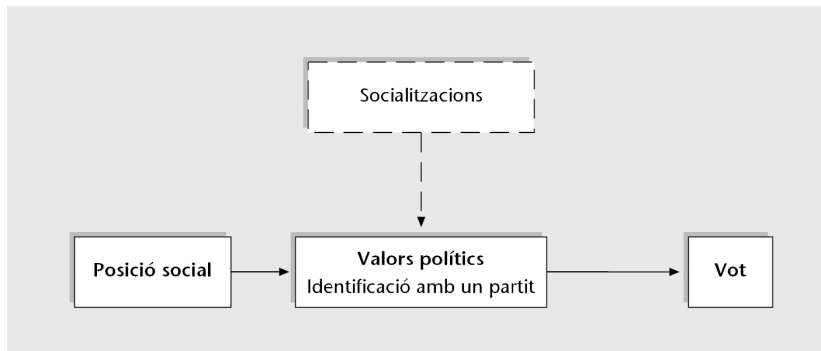 Socialitzacions
Posició social
Valors polítics
Identificació amb un partit
Vot